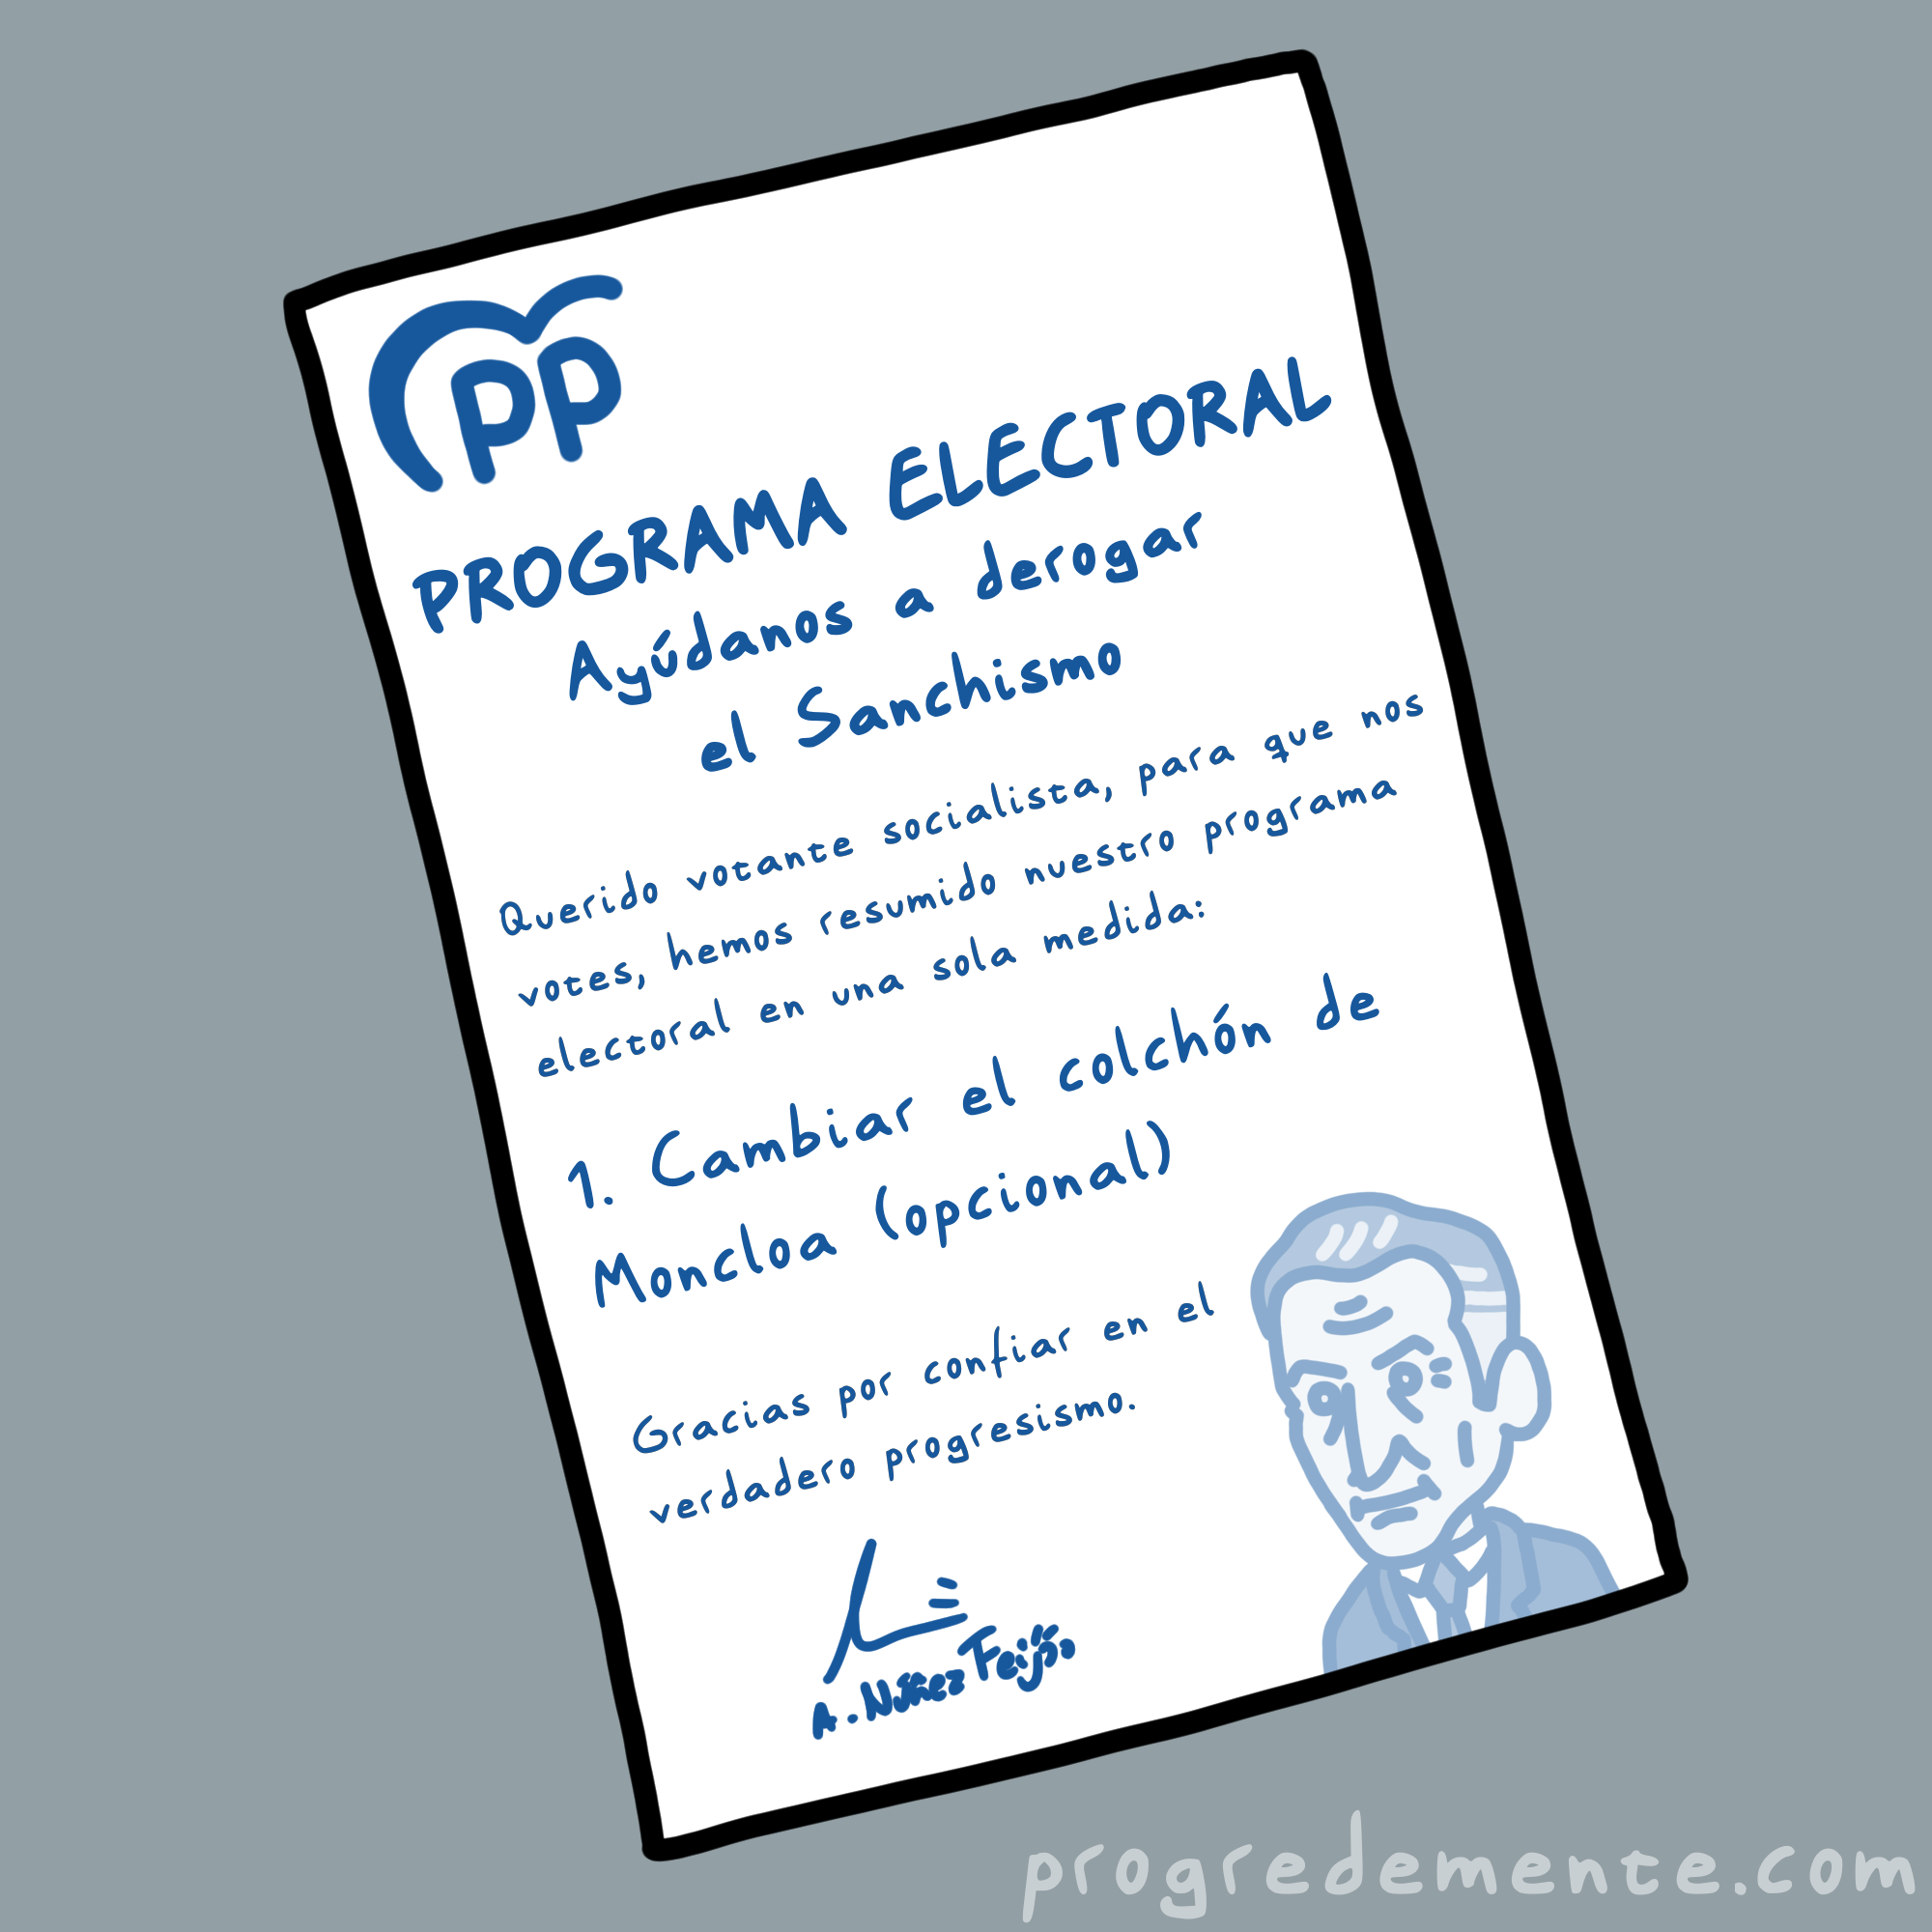 PP
PROGRAMA ELECTORAL
Ayúdanos a derogar
el Sanchismo
Querido votante socialista, para que nos
votes, hemos resumido nuestro programa
electoral en una sola medida:
1. Cambiar el colchón de
Moncloa (opcional)
Gracias por confiar en el
verdadero progresismo.
A. Núñez Feijóo
progredemente.com